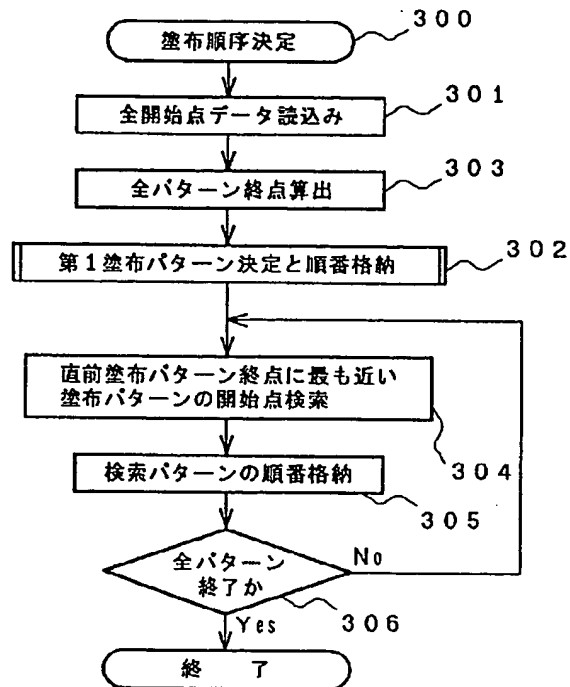 塗布順序決定
300
全開始点データ読込み
301
全パターン終点算出
303
第1塗布パターン決定と順番格納
302
直前塗布パターン終点に最も近い
塗布パターンの開始点検索
304
検索パターンの順番格納
305
全パターン
終了か
No
306
Yes
終 了